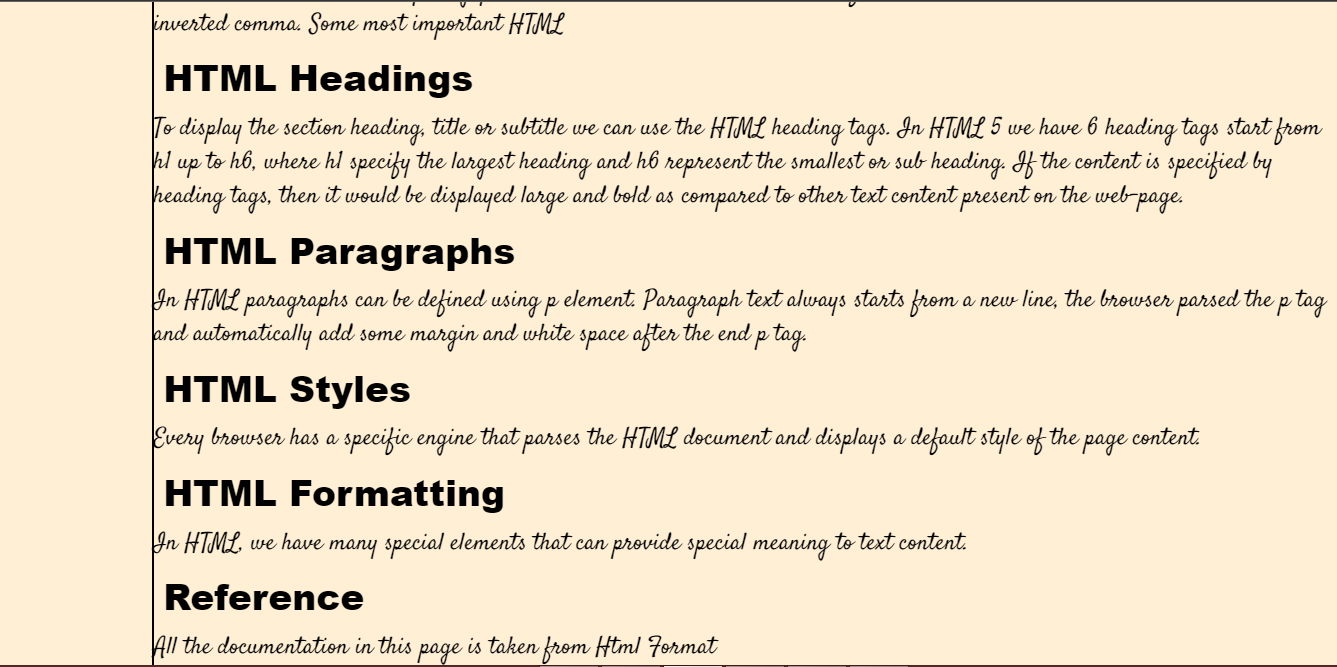 inverted comma. Some most important HTML
HTML Headings
To display the section heading, title or subtitle we can use the HTML heading tags. In HTML 5 we have 6 heading tags start from
h1 up to h6, where h1 specify the largest heading and h6 represent the smallest or sub heading. If the content is specified by
heading tags, then it would be displayed large and bold as compared to other text content present on the web-page.
HTML Paragraphs
In HTML paragraphs can be defined using p element. Paragraph text always starts from a new line, the browser parsed the p tag
and automatically add some margin and white space after the end p tag.
HTML Styles
Every browser has a specific engine that parses the HTML document and displays a default style of the page content.
HTML Formatting
In HTML, we have many special elements that can provide special meaning to text content.
Reference
All the documentation in this page is taken from Html Format